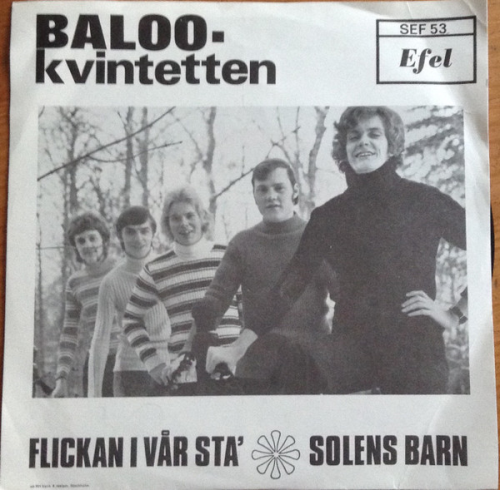 BALOO-
kvintetten
SEF 53
Efel
FLICKAN I VÅR STA' SOLENS BARN